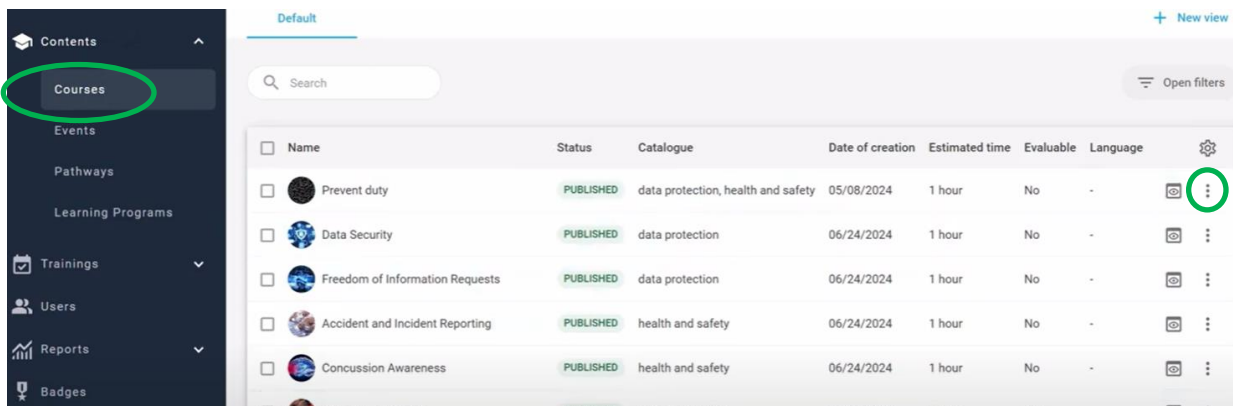 Default
+ New view
Contents
Courses
Search
Open filters
Events
Name Status Catalogue Date of creation Estimated time Evaluable Language
Pathways
Prevent duty PUBLISHED data protection, health and safety 05/08/2024 1 hour No -
Learning Programs
Data Security PUBLISHED data protection 06/24/2024 1 hour No -
Trainings
Freedom of Information Requests PUBLISHED data protection 06/24/2024 1 hour No -
Users
Accident and Incident Reporting PUBLISHED health and safety 06/24/2024 1 hour No -
Reports
Concussion Awareness PUBLISHED health and safety 06/24/2024 1 hour No -
Badges